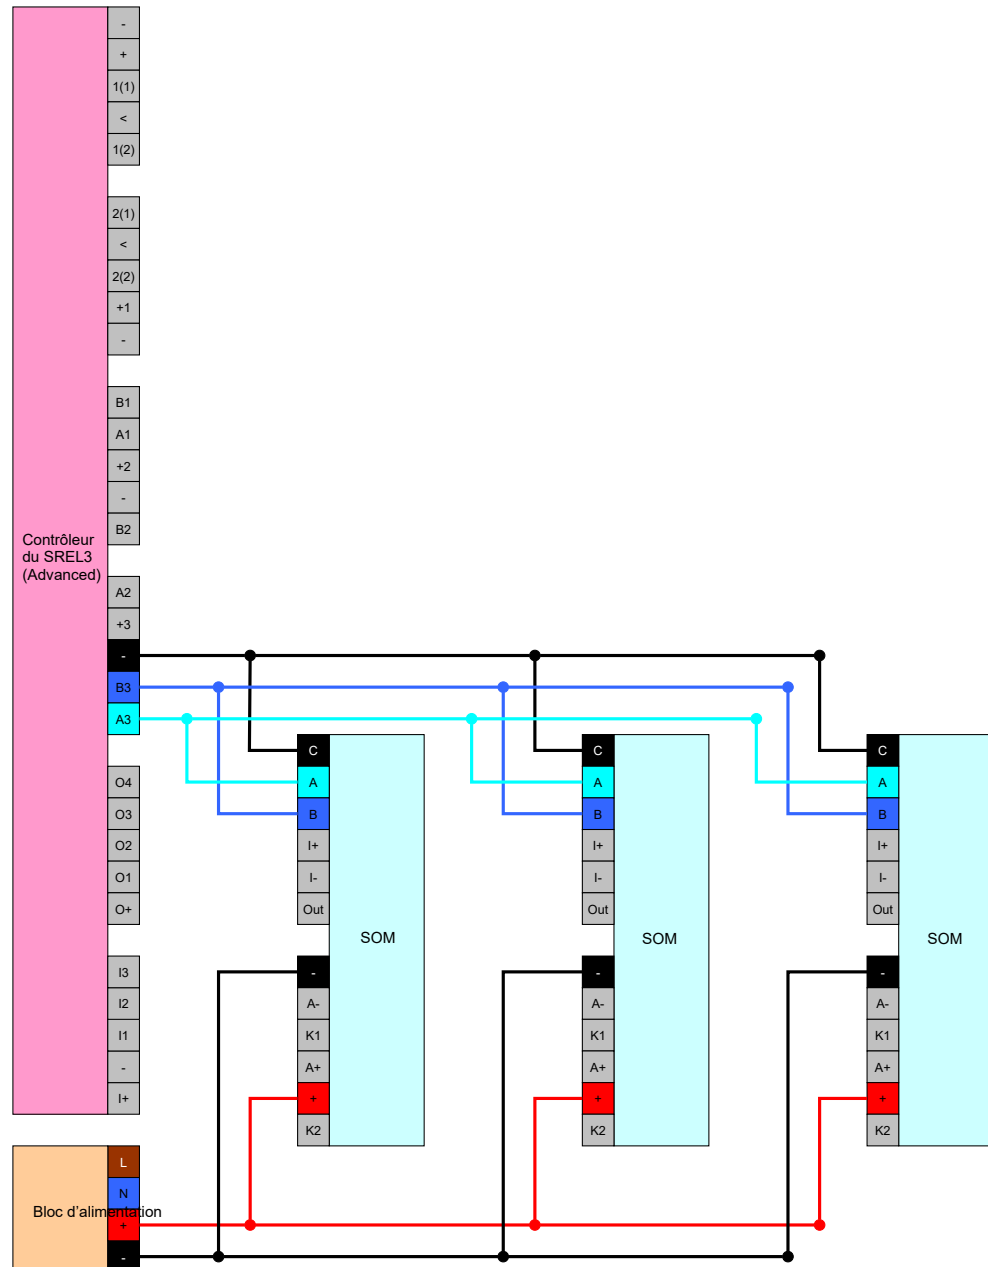 -
+
1(1)
<
1(2)
2(1)
<
2(2)
+1
-
B1
A1
+2
-
B2
Contrôleur
du SREL3
(Advanced)
A2
+3
-
B3
A3
O4
O3
O2
O1
O+
I3
I2
I1
-
I+
C
A
B
I+
I-
Out
SOM
-
A-
K1
A+
+
K2
C
A
B
I+
I-
Out
SOM
-
A-
K1
A+
+
K2
C
A
B
I+
I-
Out
SOM
-
A-
K1
A+
+
K2
L
N
Bloc d'alimentation
+
-